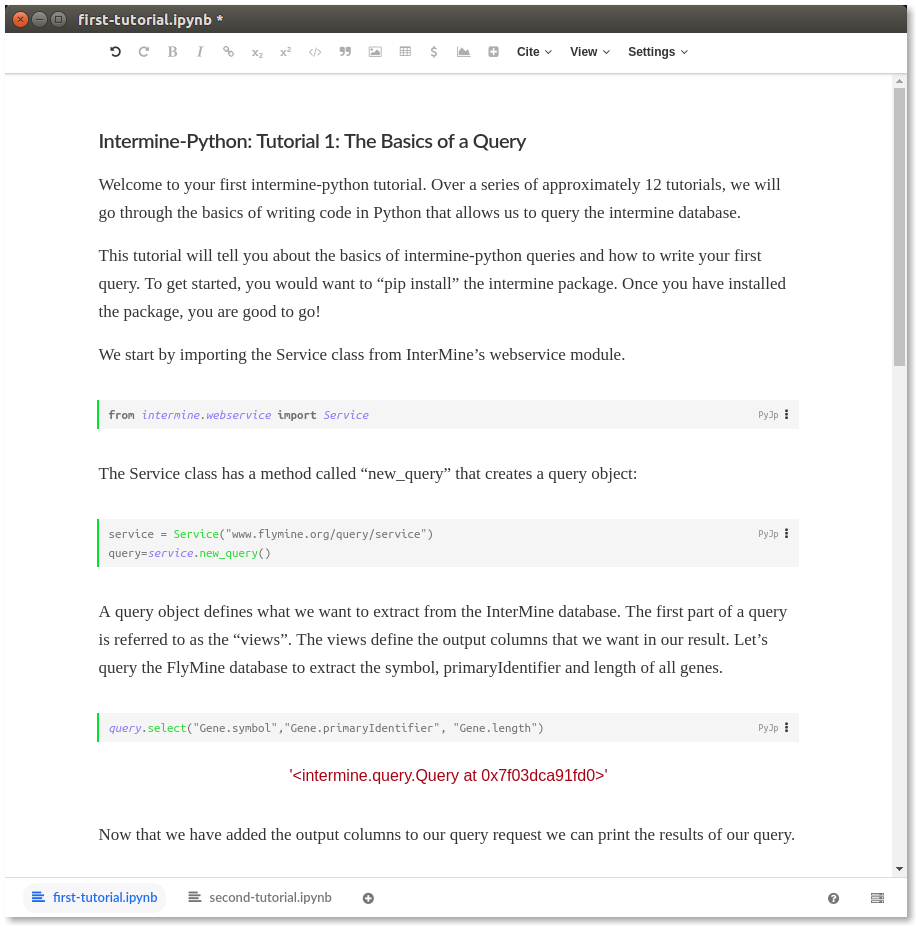 first-tutorial.ipynb *
B I x₂ x² </> $ Cite View Settings
Intermine-Python: Tutorial 1: The Basics of a Query
Welcome to your first intermine-python tutorial. Over a series of approximately 12 tutorials, we will
go through the basics of writing code in Python that allows us to query the intermine database.
This tutorial will tell you about the basics of intermine-python queries and how to write your first
query. To get started, you would want to “pip install” the intermine package. Once you have installed
the package, you are good to go!
We start by importing the Service class from InterMine’s webservice module.
from intermine.webservice import Service PyJp
The Service class has a method called “new_query” that creates a query object:
service = Service("www.flymine.org/query/service") PyJp
query=service.new_query()
A query object defines what we want to extract from the InterMine database. The first part of a query
is referred to as the “views”. The views define the output columns that we want in our result. Let’s
query the FlyMine database to extract the symbol, primaryIdentifier and length of all genes.
query.select("Gene.symbol","Gene.primaryIdentifier", "Gene.length") PyJp
'<intermine.query.Query at 0x7f03dca91fd0>'
Now that we have added the output columns to our query request we can print the results of our query.
first-tutorial.ipynb second-tutorial.ipynb